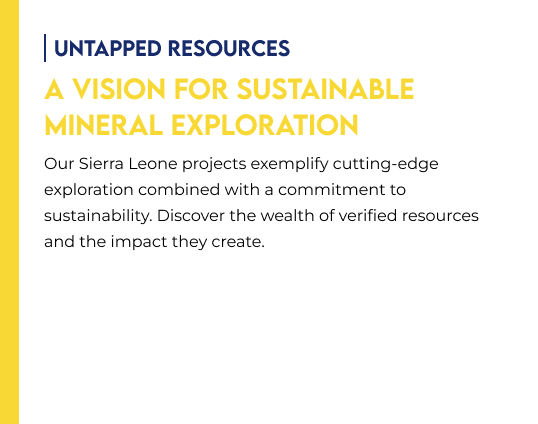 UNTAPPED RESOURCES
A VISION FOR SUSTAINABLE
MINERAL EXPLORATION
Our Sierra Leone projects exemplify cutting-edge
exploration combined with a commitment to
sustainability. Discover the wealth of verified resources
and the impact they create.